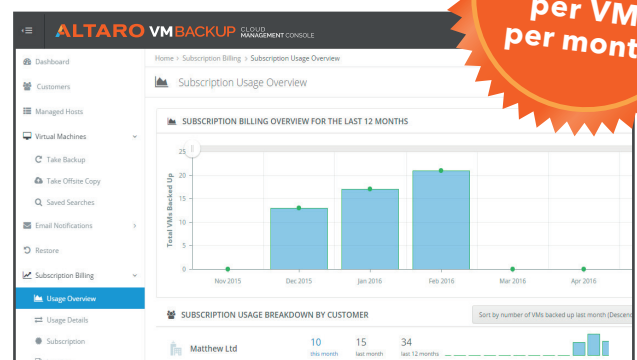 ALTARO VM BACKUP CLOUD MANAGEMENT CONSOLE
per VM
per mont
Dashboard
Customers
Managed Hosts
Virtual Machines
Take Backup
Take Offsite Copy
Saved Searches
Email Notifications
Restore
Subscription Billing
Usage Overview
Usage Details
Subscription
Home > Subscription Billing > Subscription Usage Overview
Subscription Usage Overview
SUBSCRIPTION BILLING OVERVIEW FOR THE LAST 12 MONTHS
Total VMs Backed Up
25
20
15
10
5
0
Nov 2015 Dec 2015 Jan 2016 Feb 2016 Mar 2016 Apr 2016
SUBSCRIPTION USAGE BREAKDOWN BY CUSTOMER
Sort by number of VMs backed up last month (Descend
Matthew Ltd
10 15 34
this month last month last 12 months